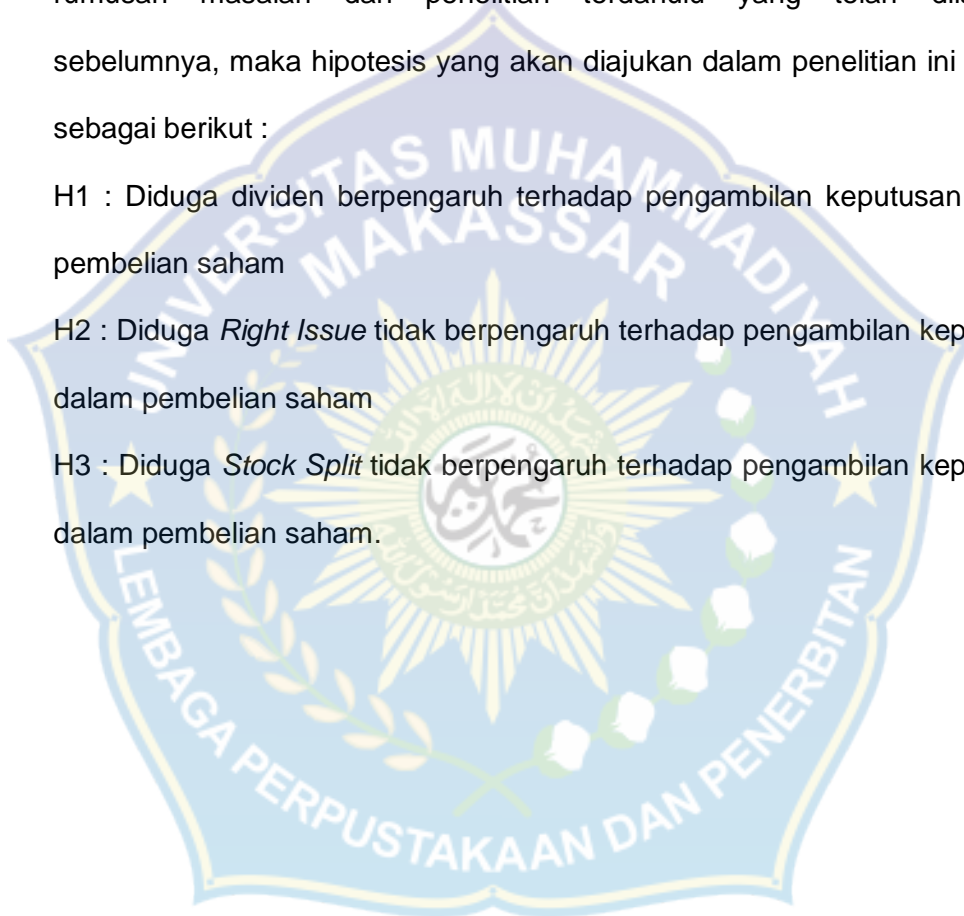 rumusan masalah dan penelitian terdahulu yang telah
sebelumnya, maka hipotesis yang akan diajukan dalam penelitian ini
sebagai berikut :
H1 : Diduga dividen berpengaruh terhadap pengambilan keputusan
pembelian saham
H2 : Diduga Right Issue tidak berpengaruh terhadap pengambilan kep
dalam pembelian saham
H3 : Diduga Stock Split tidak berpengaruh terhadap pengambilan kep
dalam pembelian saham.
UNIVERSITAS MUHAMMADIYAH
MAKASSAR
LEMBAGA PERPUSTAKAAN DAN PENERBITAN